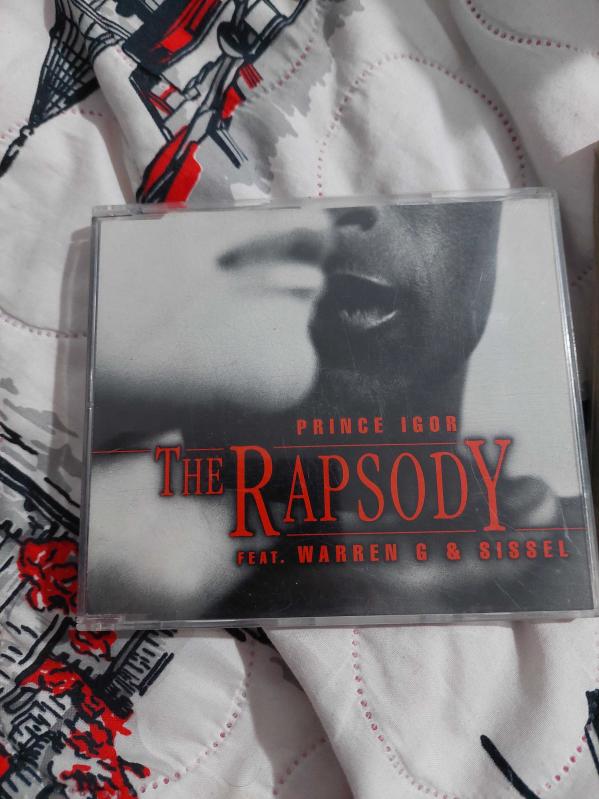 PRINCE IGOR
THE RAPSODY
FEAT. WARREN G & SISSEL